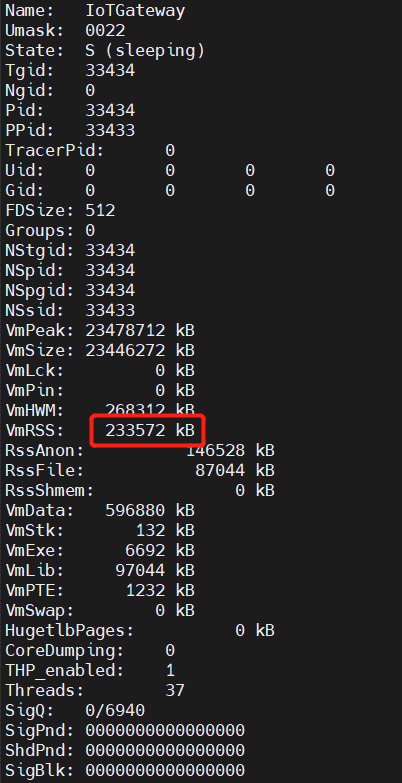 Name:   IoTGateway
Umask:  0022
State:  S (sleeping)
Tgid:   33434
Ngid:   0
Pid:    33434
PPid:   33433
TracerPid:      0
Uid:    0       0       0       0
Gid:    0       0       0       0
FDSize: 512
Groups: 0
NStgid: 33434
NSpid:  33434
NSpgid: 33434
NSsid:  33433
VmPeak: 23478712 kB
VmSize: 23446272 kB
VmLck:         0 kB
VmPin:         0 kB
VmHWM:    268312 kB
VmRSS:    233572 kB
RssAnon:          146528 kB
RssFile:           87044 kB
RssShmem:              0 kB
VmData:   596880 kB
VmStk:       132 kB
VmExe:      6692 kB
VmLib:     97044 kB
VmPTE:      1232 kB
VmSwap:        0 kB
HugetlbPages:          0 kB
CoreDumping:    0
THP_enabled:    1
Threads:        37
SigQ:   0/6940
SigPnd: 0000000000000000
ShdPnd: 0000000000000000
SigBlk: 0000000000000000